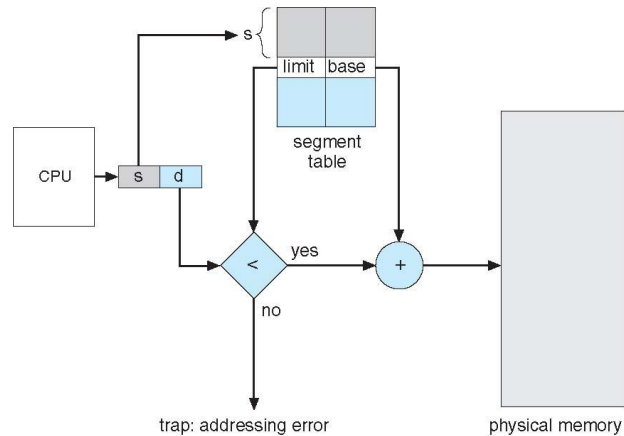 s
limit base
segment
table
CPU
s d
< yes +
no
trap: addressing error
physical memory